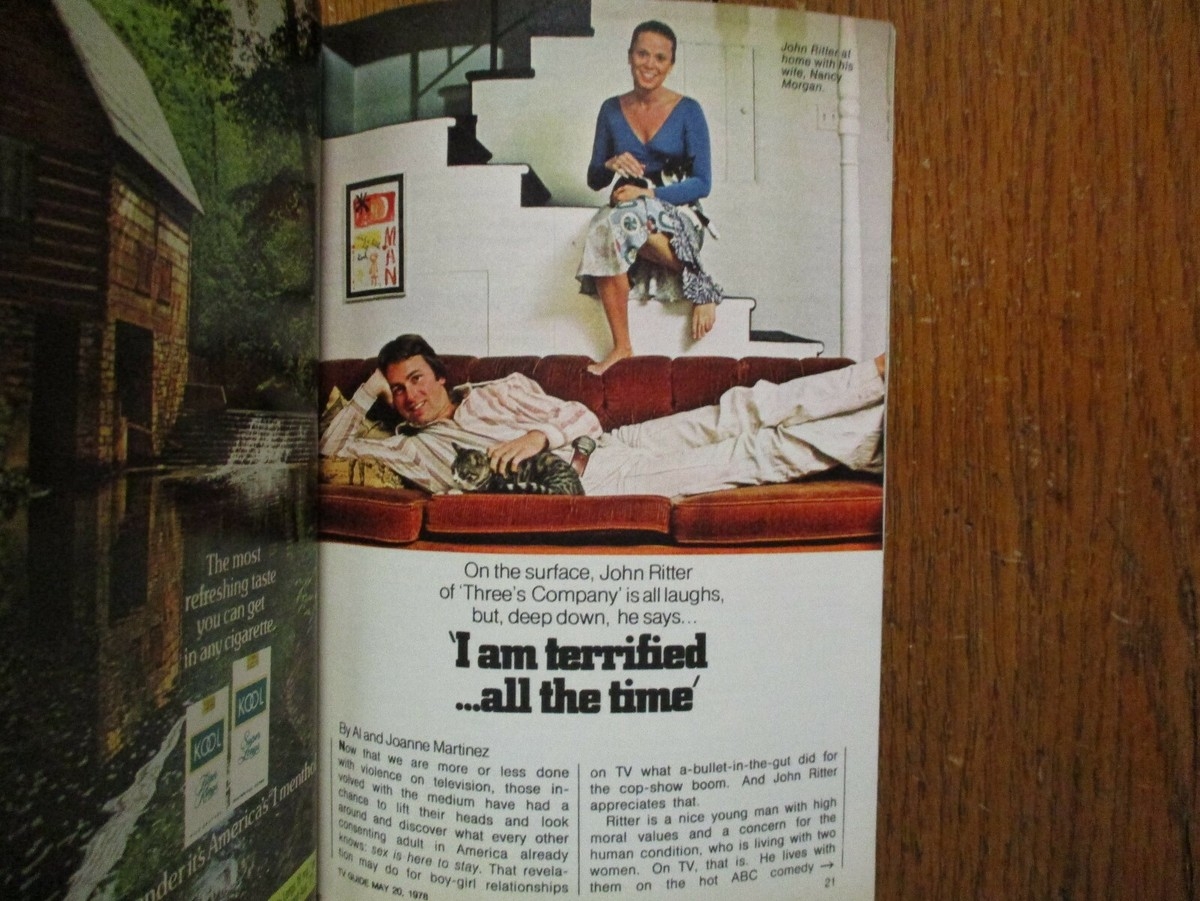 The most
refreshing taste
you can get
in any cigarette.
KOOL
KOOL
Super
Longs
Filter
Kings
under it's America's #1 mentho
John Ritter at
home with his
wife, Nancy
Morgan.
MAN
On the surface, John Ritter
of 'Three's Company' is all laughs,
but, deep down, he says...
'I am terrified
...all the time'
By Al and Joanne Martinez
Now that we are more or less done
with violence on television, those in-
volved with the medium have had a
chance to lift their heads and look
around and discover what every other
consenting adult in America already
knows: sex is here to stay. That revela-
tion may do for boy-girl relationships
on TV what a-bullet-in-the-gut did for
the cop-show boom. And John Ritter
appreciates that.
Ritter is a nice young man with high
moral values and a concern for the
human condition, who is living with two
women. On TV, that is. He lives with
them on the hot ABC comedy →
TV GUIDE MAY 20, 1978
21